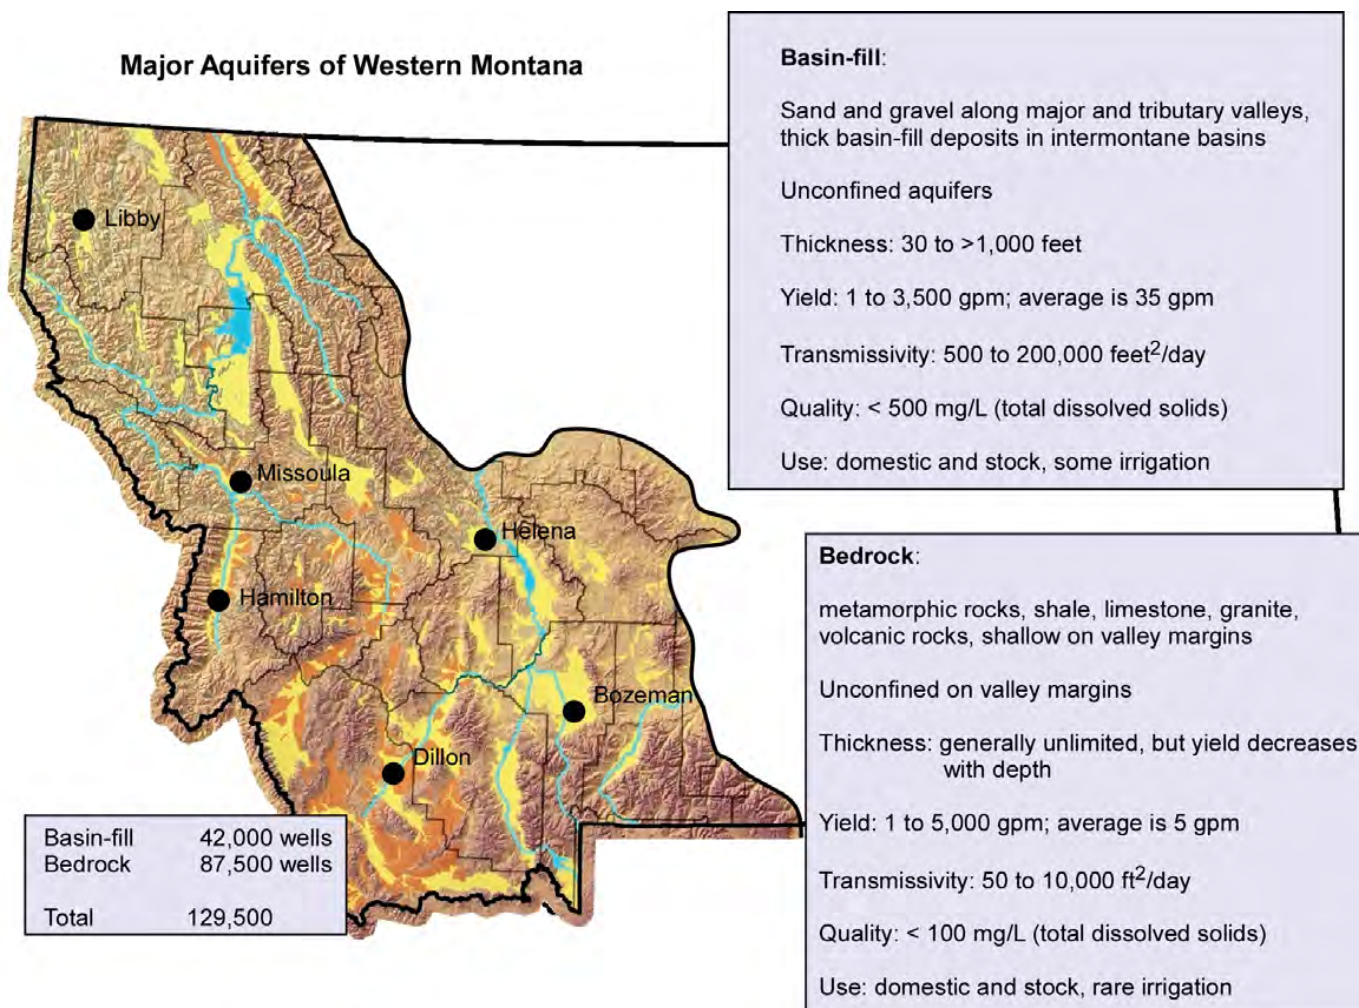 Major Aquifers of Western Montana
Basin-fill:
Sand and gravel along major and tributary valleys,
thick basin-fill deposits in intermontane basins
Unconfined aquifers
Thickness: 30 to >1,000 feet
Yield: 1 to 3,500 gpm; average is 35 gpm
Transmissivity: 500 to 200,000 feet²/day
Quality: < 500 mg/L (total dissolved solids)
Use: domestic and stock, some irrigation
Libby
Missoula
Helena
Hamilton
Bozeman
Dillon
Bedrock:
metamorphic rocks, shale, limestone, granite,
volcanic rocks, shallow on valley margins
Unconfined on valley margins
Thickness: generally unlimited, but yield decreases
with depth
Yield: 1 to 5,000 gpm; average is 5 gpm
Transmissivity: 50 to 10,000 ft²/day
Quality: < 100 mg/L (total dissolved solids)
Use: domestic and stock, rare irrigation
Basin-fill 42,000 wells
Bedrock 87,500 wells
Total 129,500